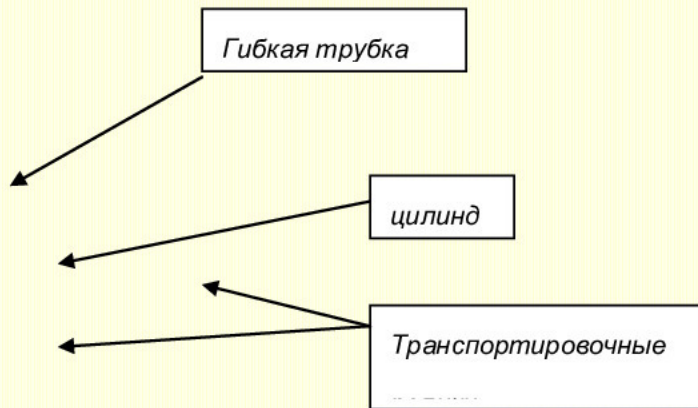 Гибкая трубка
цилинд
Транспортировочные